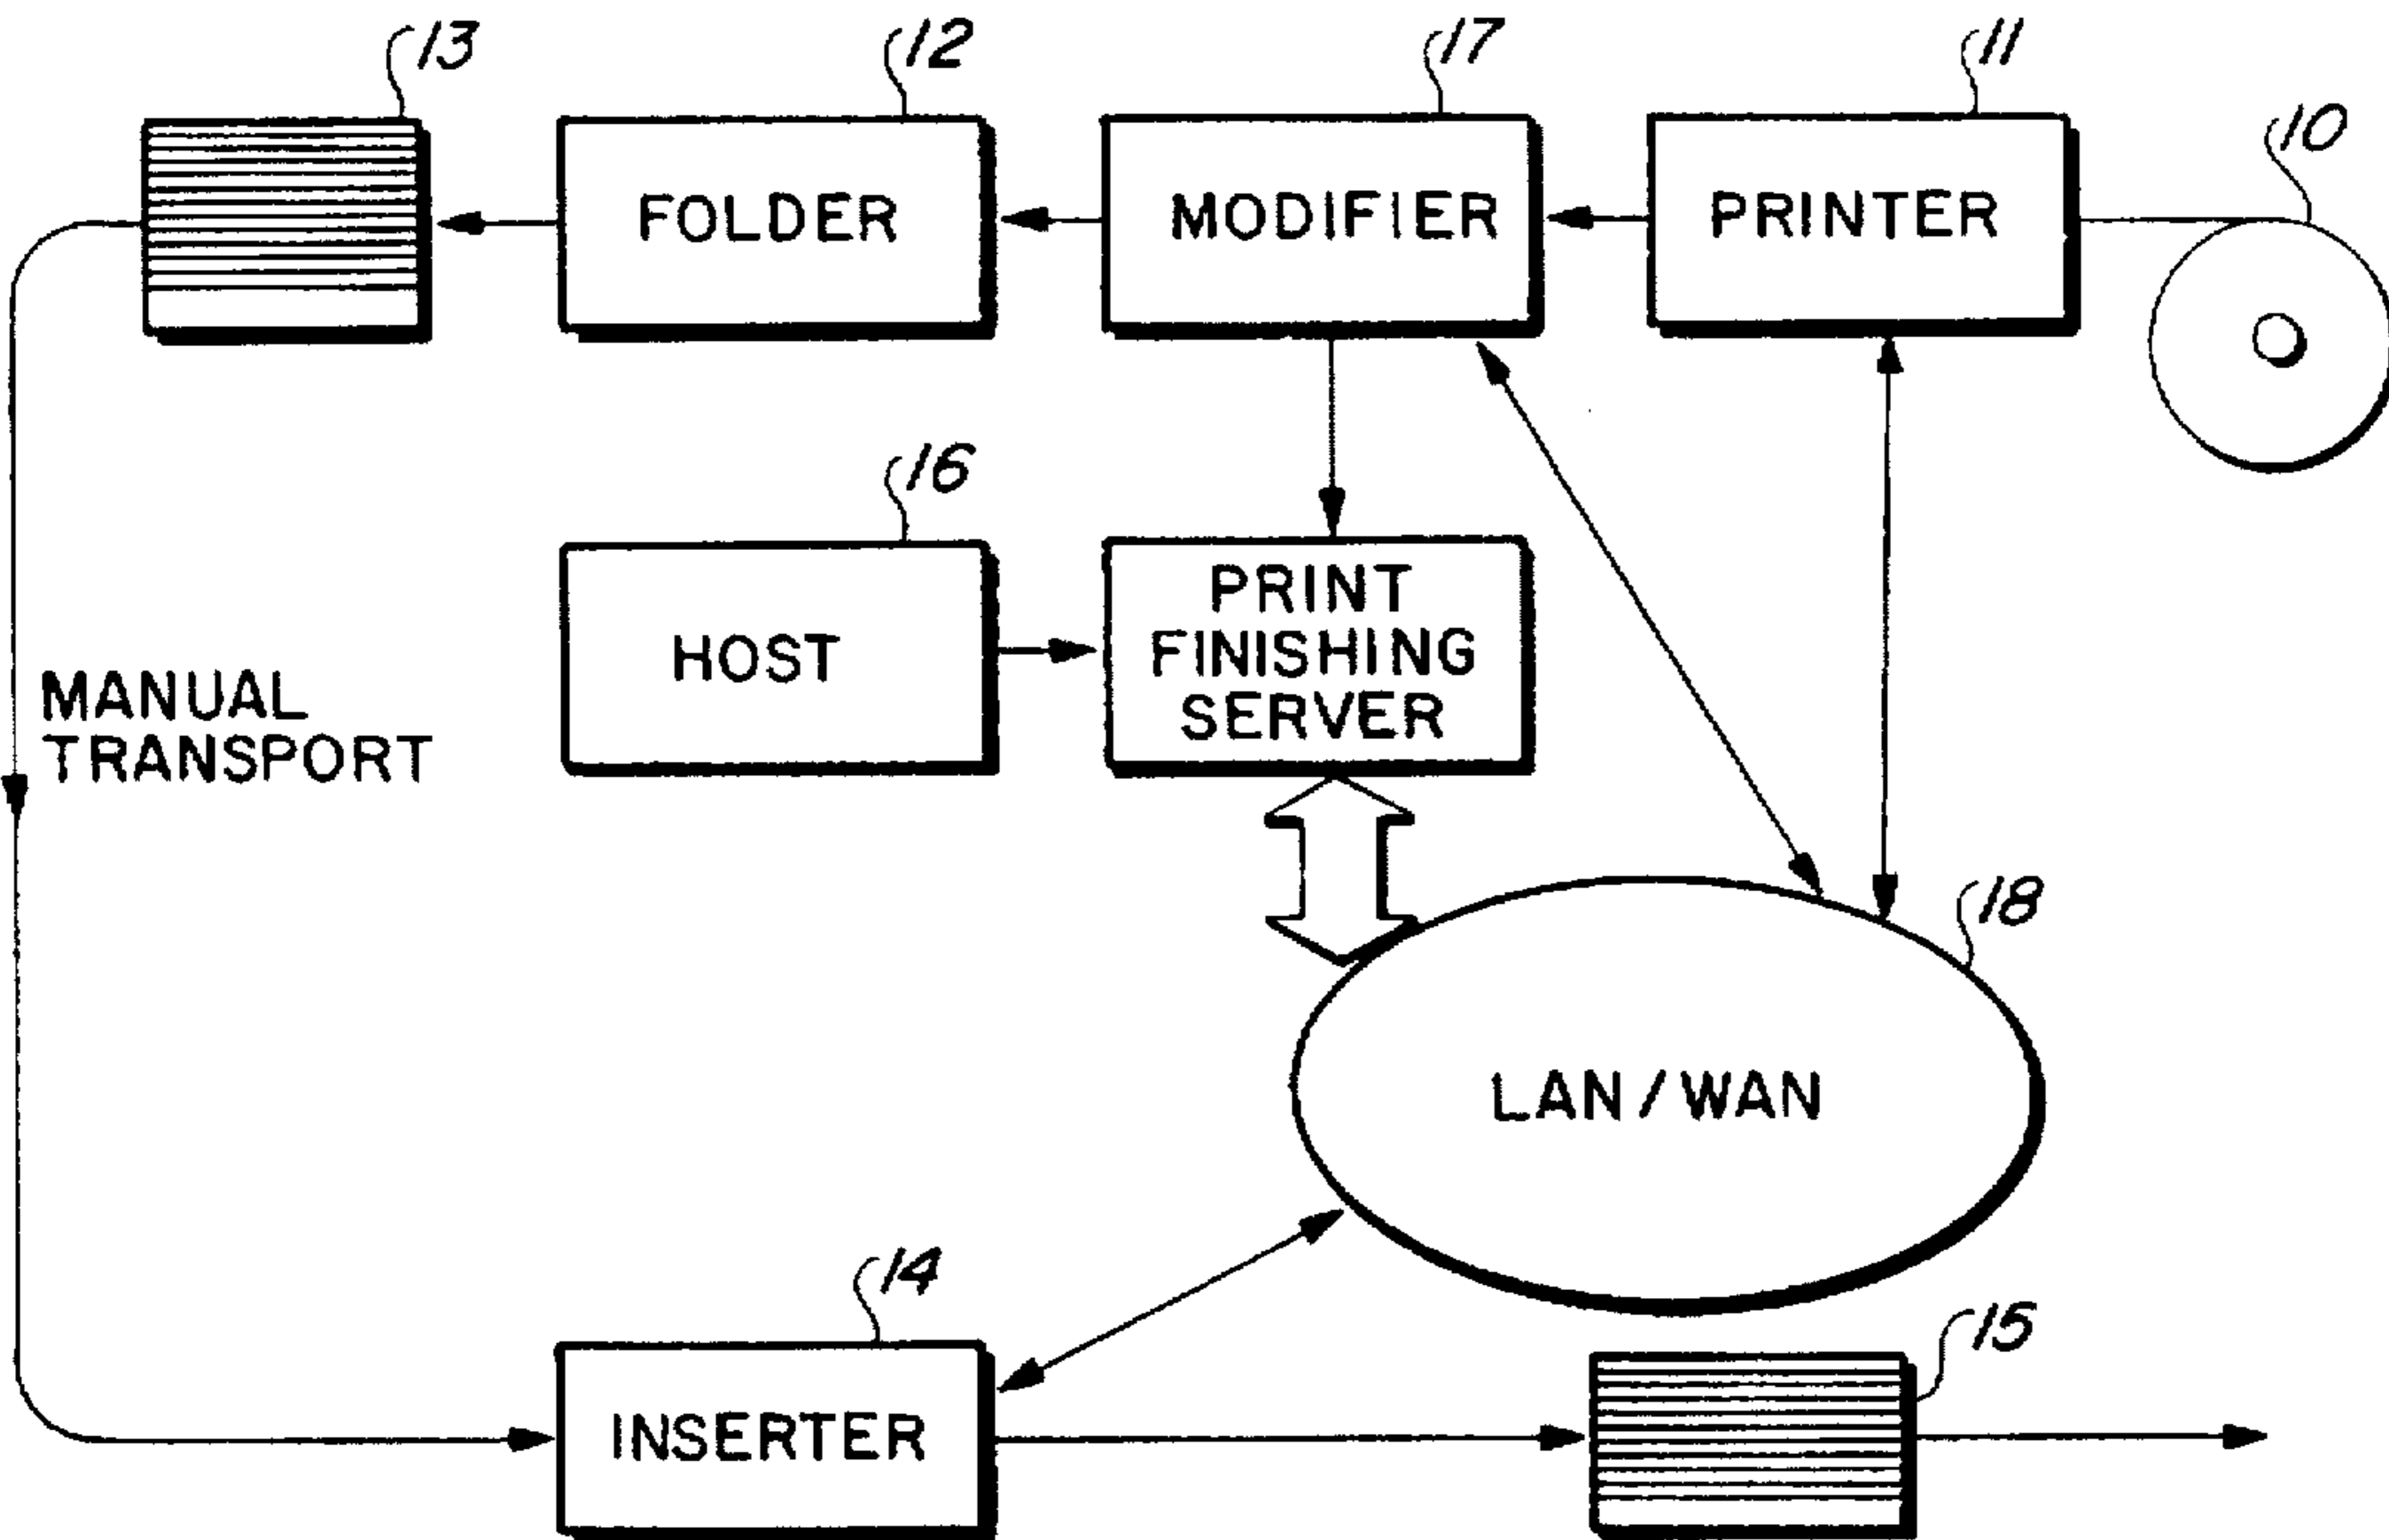 13
12
17
11
10
FOLDER
MODIFIER
PRINTER
16
HOST
PRINT
FINISHING
SERVER
MANUAL
TRANSPORT
18
LAN/WAN
14
15
INSERTER